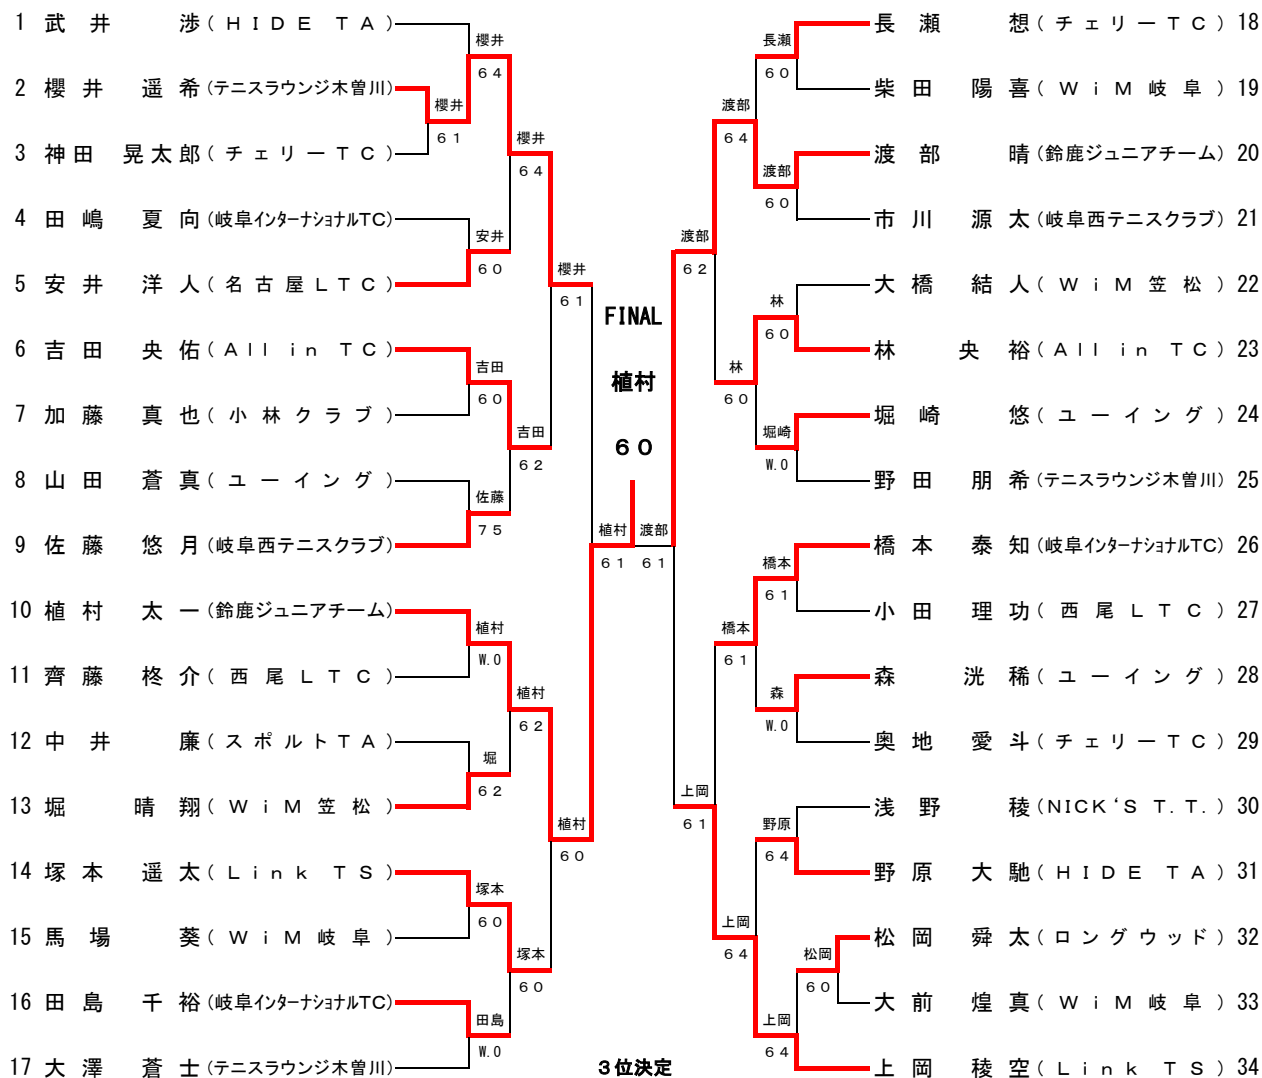 1 武井 渉(HIDE TA)
2 櫻井 遥希(テニスラウンジ木曽川)
3 神田 晃太郎(チェリーTC)
4 田嶋 夏向(岐阜インターナショナルTC)
5 安井 洋人(名古屋LTC)
6 吉田 央佑(All in TC)
7 加藤 真也(小林クラブ)
8 山田 蒼真(ユーイング)
9 佐藤 悠月(岐阜西テニスクラブ)
10 植村 太一(鈴鹿ジュニアチーム)
11 齊藤 柊介(西尾LTC)
12 中井 廉(スポルトTA)
13 堀 晴翔(WiM笠松)
14 塚本 遥太(Link TS)
15 馬場 葵(WiM岐阜)
16 田島 千裕(岐阜インターナショナルTC)
17 大澤 蒼士(テニスラウンジ木曽川)
櫻井
61
櫻井
64
安井
60
吉田
60
佐藤
75
植村
W.0
堀
62
塚本
60
田島
W.0
櫻井
64
吉田
62
植村
62
塚本
60
櫻井
61
植村
60
植村
61
FINAL
植村
60
渡部
61
3位決定
渡部
62
上岡
61
渡部
64
林
60
橋本
61
上岡
64
長瀬
60
渡部
60
林
60
堀崎
W.0
橋本
61
森
W.0
野原
64
松岡
60
上岡
64
長瀬 想(チェリーTC) 18
柴田 陽喜(WiM岐阜) 19
渡部 晴(鈴鹿ジュニアチーム) 20
市川 源太(岐阜西テニスクラブ) 21
大橋 結人(WiM笠松) 22
林 央裕(All in TC) 23
堀崎 悠(ユーイング) 24
野田 朋希(テニスラウンジ木曽川) 25
橋本 泰知(岐阜インターナショナルTC) 26
小田 理功(西尾LTC) 27
森 洸稀(ユーイング) 28
奥地 愛斗(チェリーTC) 29
浅野 稜(NICK'S T.T.) 30
野原 大馳(HIDE TA) 31
松岡 舜太(ロングウッド) 32
大前 煌真(WiM岐阜) 33
上岡 稜空(Link TS) 34